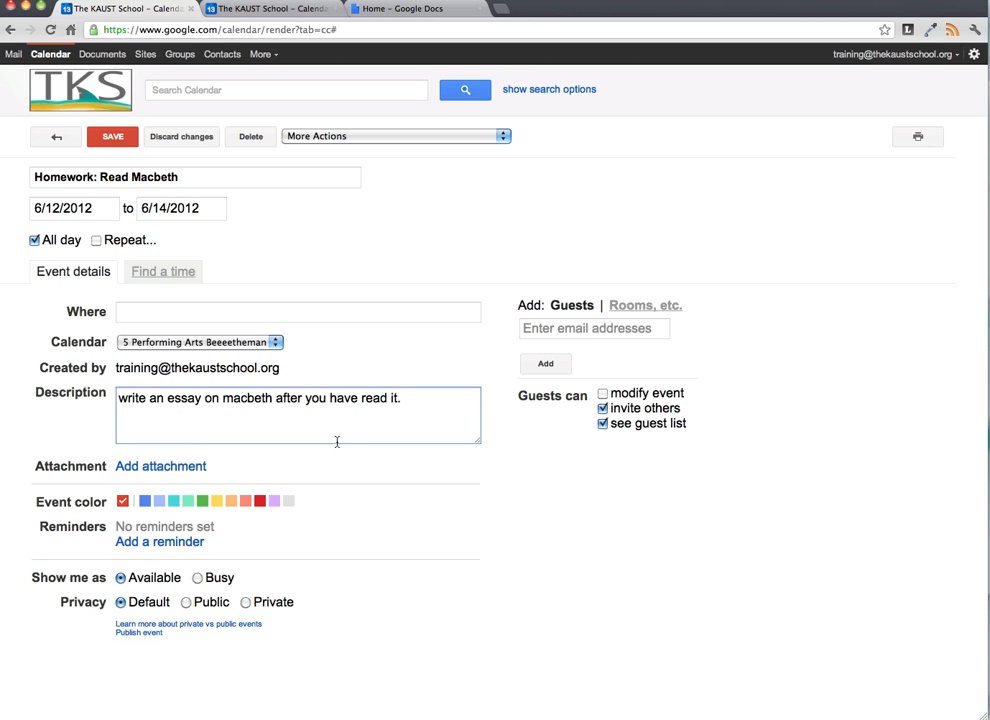 The KAUST School – Calenda
The KAUST School – Calenda
Home – Google Docs
https://www.google.com/calendar/render?tab=cc#
Mail Calendar Documents Sites Groups Contacts More
training@thekaustschool.org
TKS
Search Calendar
show search options
SAVE Discard changes Delete More Actions
Homework: Read Macbeth
6/12/2012 to 6/14/2012
All day Repeat...
Event details Find a time
Where
Calendar 5 Performing Arts Beeeetheman
Created by training@thekaustschool.org
Description write an essay on macbeth after you have read it.
Attachment Add attachment
Event color
Reminders No reminders set
Add a reminder
Show me as Available Busy
Privacy Default Public Private
Learn more about private vs public events
Publish event
Add: Guests | Rooms, etc.
Enter email addresses
Add
Guests can modify event
invite others
see guest list